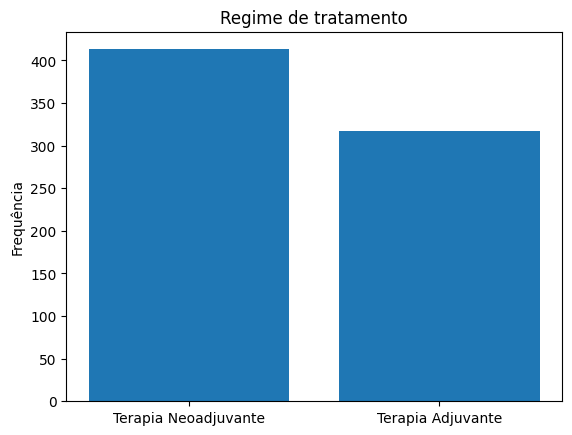 Regime de tratamento
Frequência
400
350
300
250
200
150
100
50
0
Terapia Neoadjuvante
Terapia Adjuvante